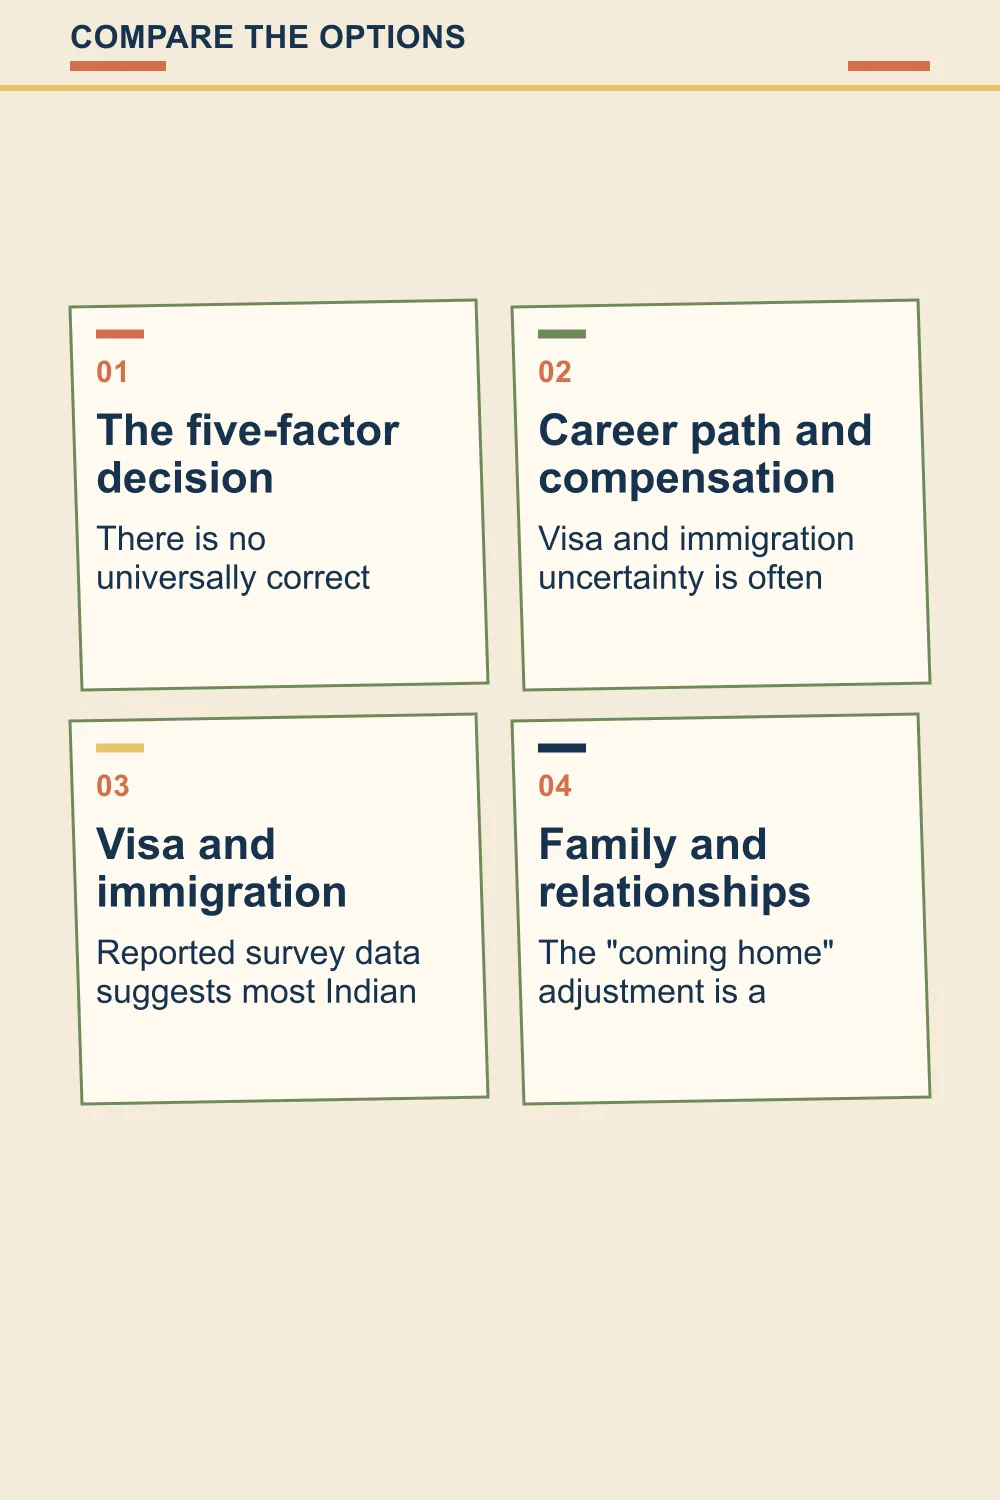 COMPARE THE OPTIONS
01
The five-factor
decision
There is no
universally correct
02
Career path and
compensation
Visa and immigration
uncertainty is often
03
Visa and
immigration
Reported survey data
suggests most Indian
04
Family and
relationships
The "coming home"
adjustment is a